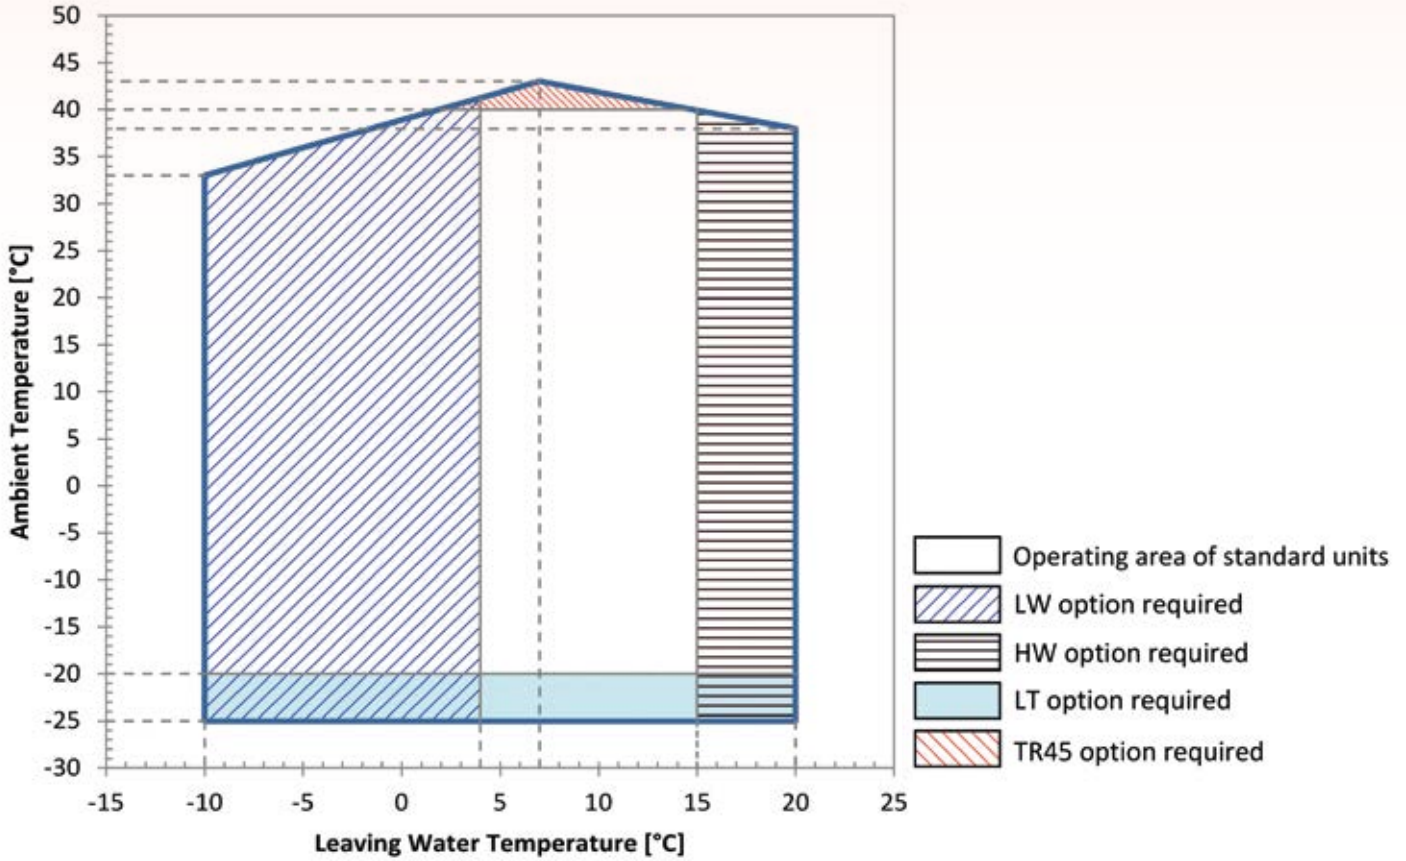 50
45
40
35
30
25
20
15
10
5
0
-5
-10
-15
-20
-25
-30
Ambient Temperature [°C]
-15 -10 -5 0 5 10 15 20 25
Leaving Water Temperature [°C]
Operating area of standard units
LW option required
HW option required
LT option required
TR45 option required